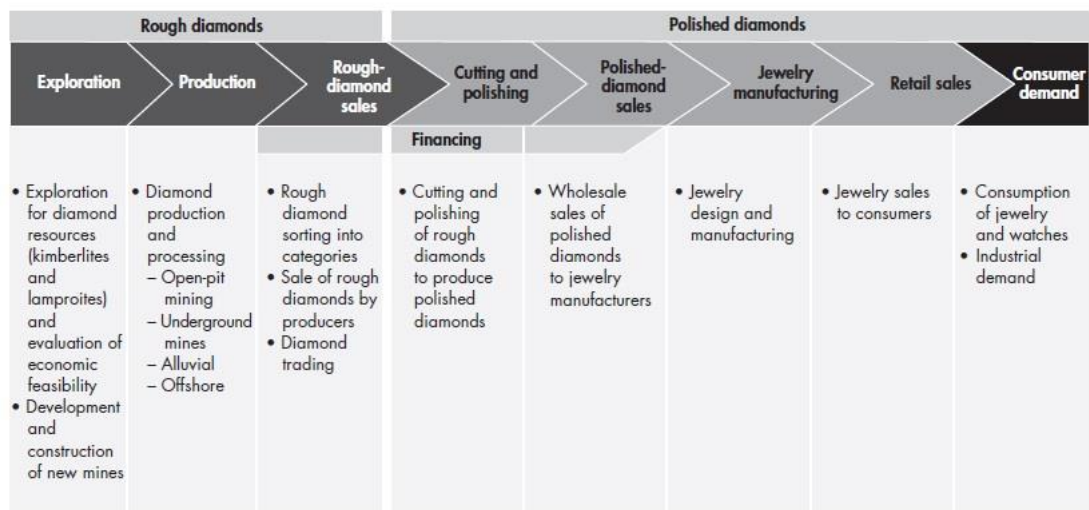 Rough diamonds
Polished diamonds
Exploration
Production
Rough-
diamond
sales
Cutting and
polishing
Polished-
diamond
sales
Jewelry
manufacturing
Retail sales
Consumer
demand
Financing
• Exploration
for diamond
resources
(kimberlites
and
lamproites)
and
evaluation of
economic
feasibility
• Development
and
construction
of new mines
• Diamond
production
and
processing
– Open-pit
mining
– Underground
mines
– Alluvial
– Offshore
• Rough
diamond
sorting into
categories
• Sale of rough
diamonds by
producers
• Diamond
trading
• Cutting and
polishing
of rough
diamonds
to produce
polished
diamonds
• Wholesale
sales of
polished
diamonds
to jewelry
manufacturers
• Jewelry
design and
manufacturing
• Jewelry sales
to consumers
• Consumption
of jewelry
and watches
• Industrial
demand